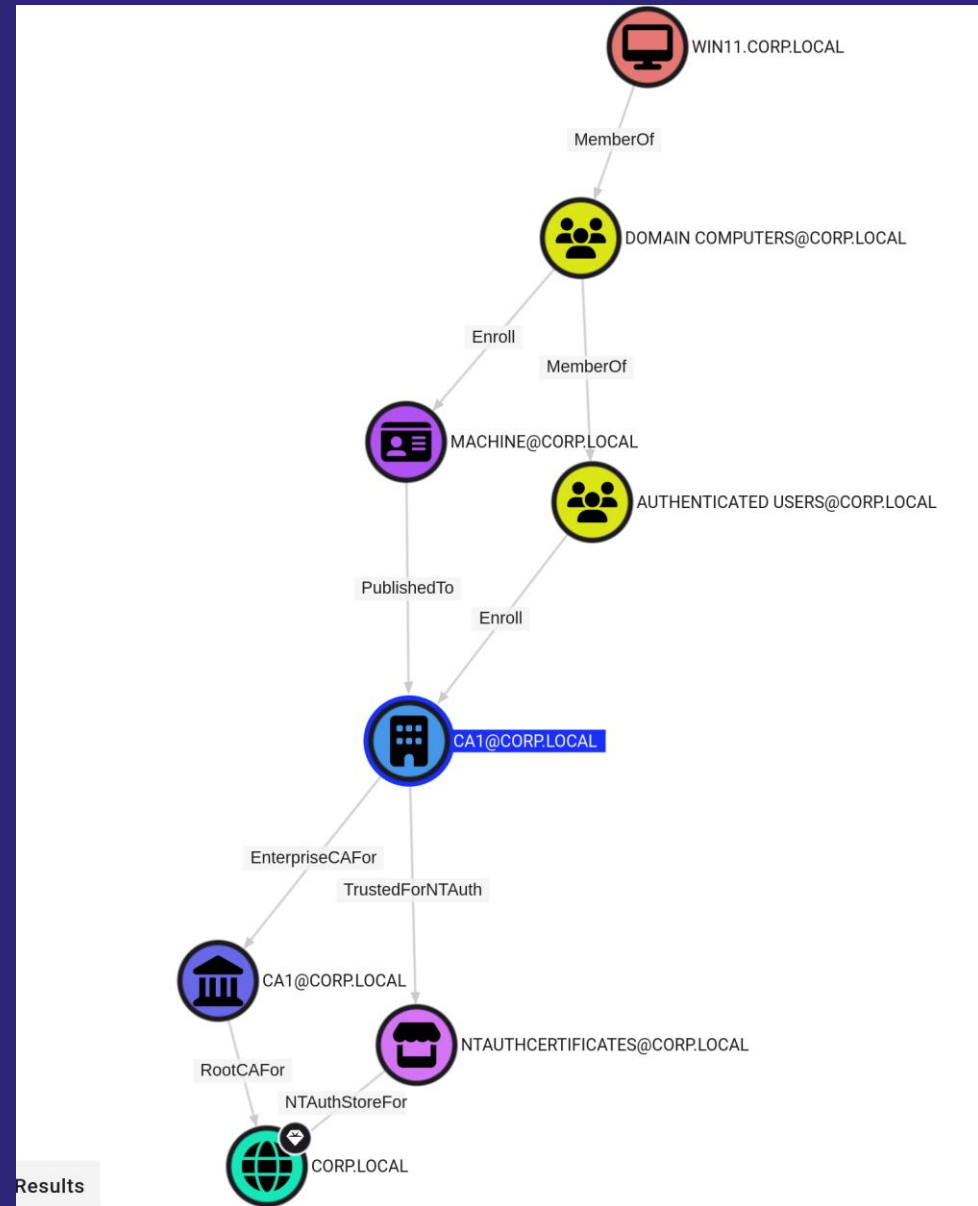 WIN11.CORP.LOCAL
MemberOf
DOMAIN COMPUTERS@CORP.LOCAL
Enroll
MemberOf
MACHINE@CORP.LOCAL
AUTHENTICATED USERS@CORP.LOCAL
PublishedTo
Enroll
CA1@CORP.LOCAL
EnterpriseCAFor
TrustedForNTAuth
CA1@CORP.LOCAL
NTAUTHCERTIFICATES@CORP.LOCAL
RootCAFor
NTAuthStoreFor
CORP.LOCAL
Results